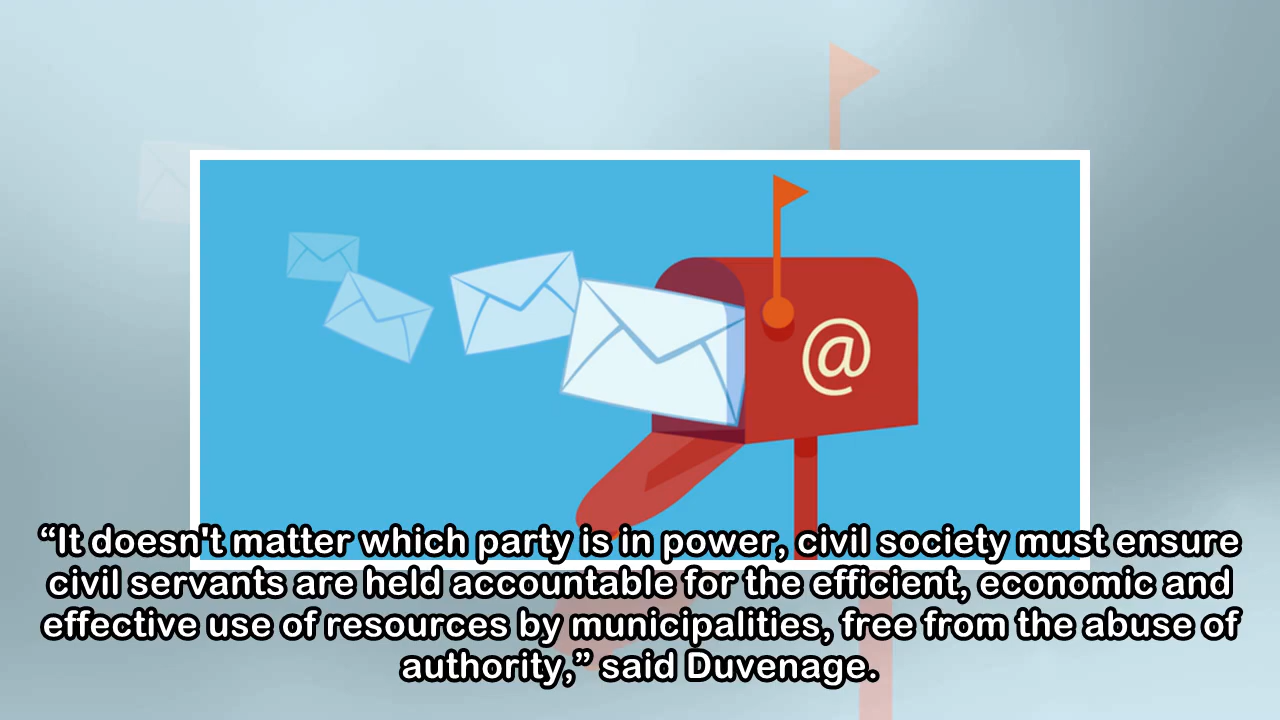 @
“It doesn't matter which party is in power, civil society must ensure
civil servants are held accountable for the efficient, economic and
effective use of resources by municipalities, free from the abuse of
authority,” said Duvenage.